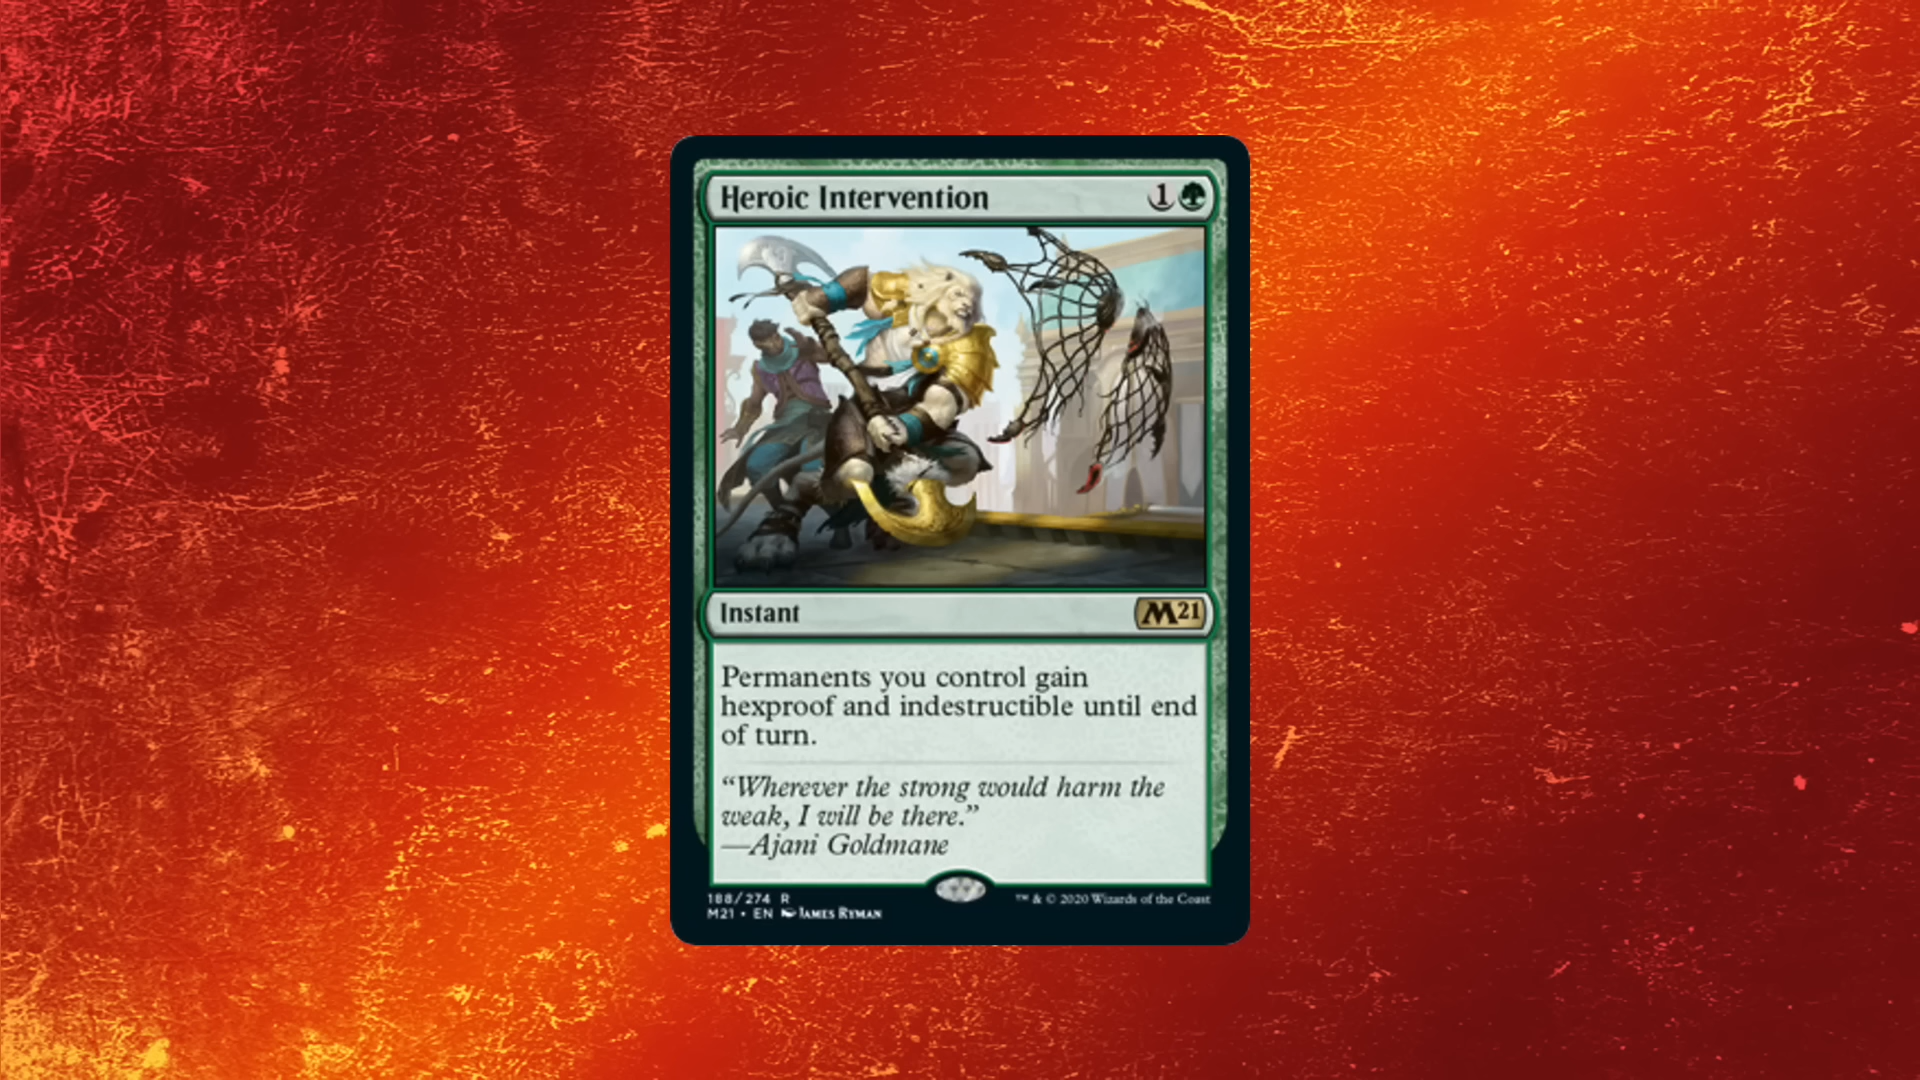 Heroic Intervention 1
Instant M21
Permanents you control gain
hexproof and indestructible until end
of turn.
“Wherever the strong would harm the
weak, I will be there.”
—Ajani Goldmane
188/274 R ™ & © 2020 Wizards of the Coast
M21 • EN James Ryman